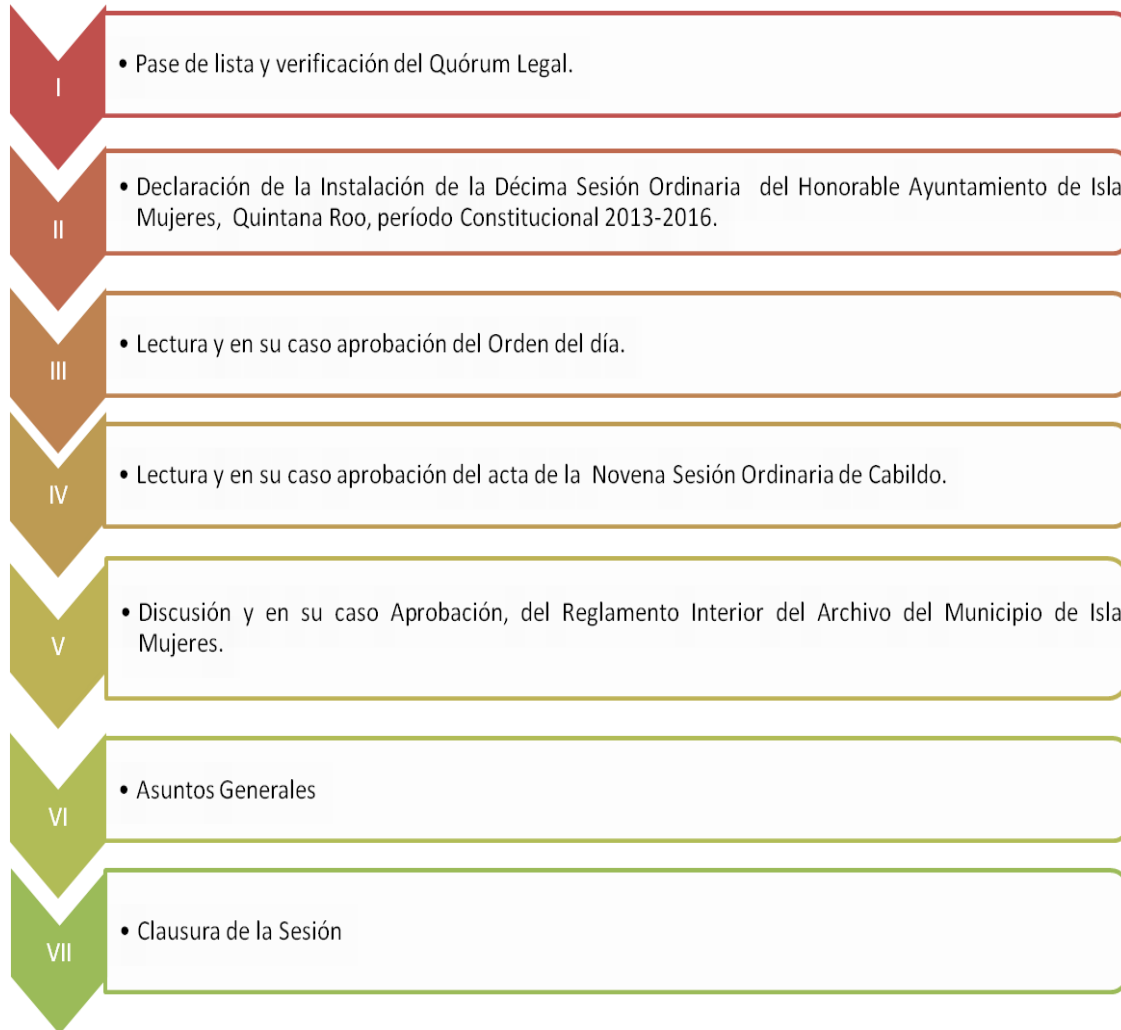 I
• Pase de lista y verificación del Quórum Legal.
II
• Declaración de la Instalación de la Décima Sesión Ordinaria del Honorable Ayuntamiento de Isla
Mujeres, Quintana Roo, período Constitucional 2013-2016.
III
• Lectura y en su caso aprobación del Orden del día.
IV
• Lectura y en su caso aprobación del acta de la Novena Sesión Ordinaria de Cabildo.
V
• Discusión y en su caso Aprobación, del Reglamento Interior del Archivo del Municipio de Isla
Mujeres.
VI
• Asuntos Generales
VII
• Clausura de la Sesión